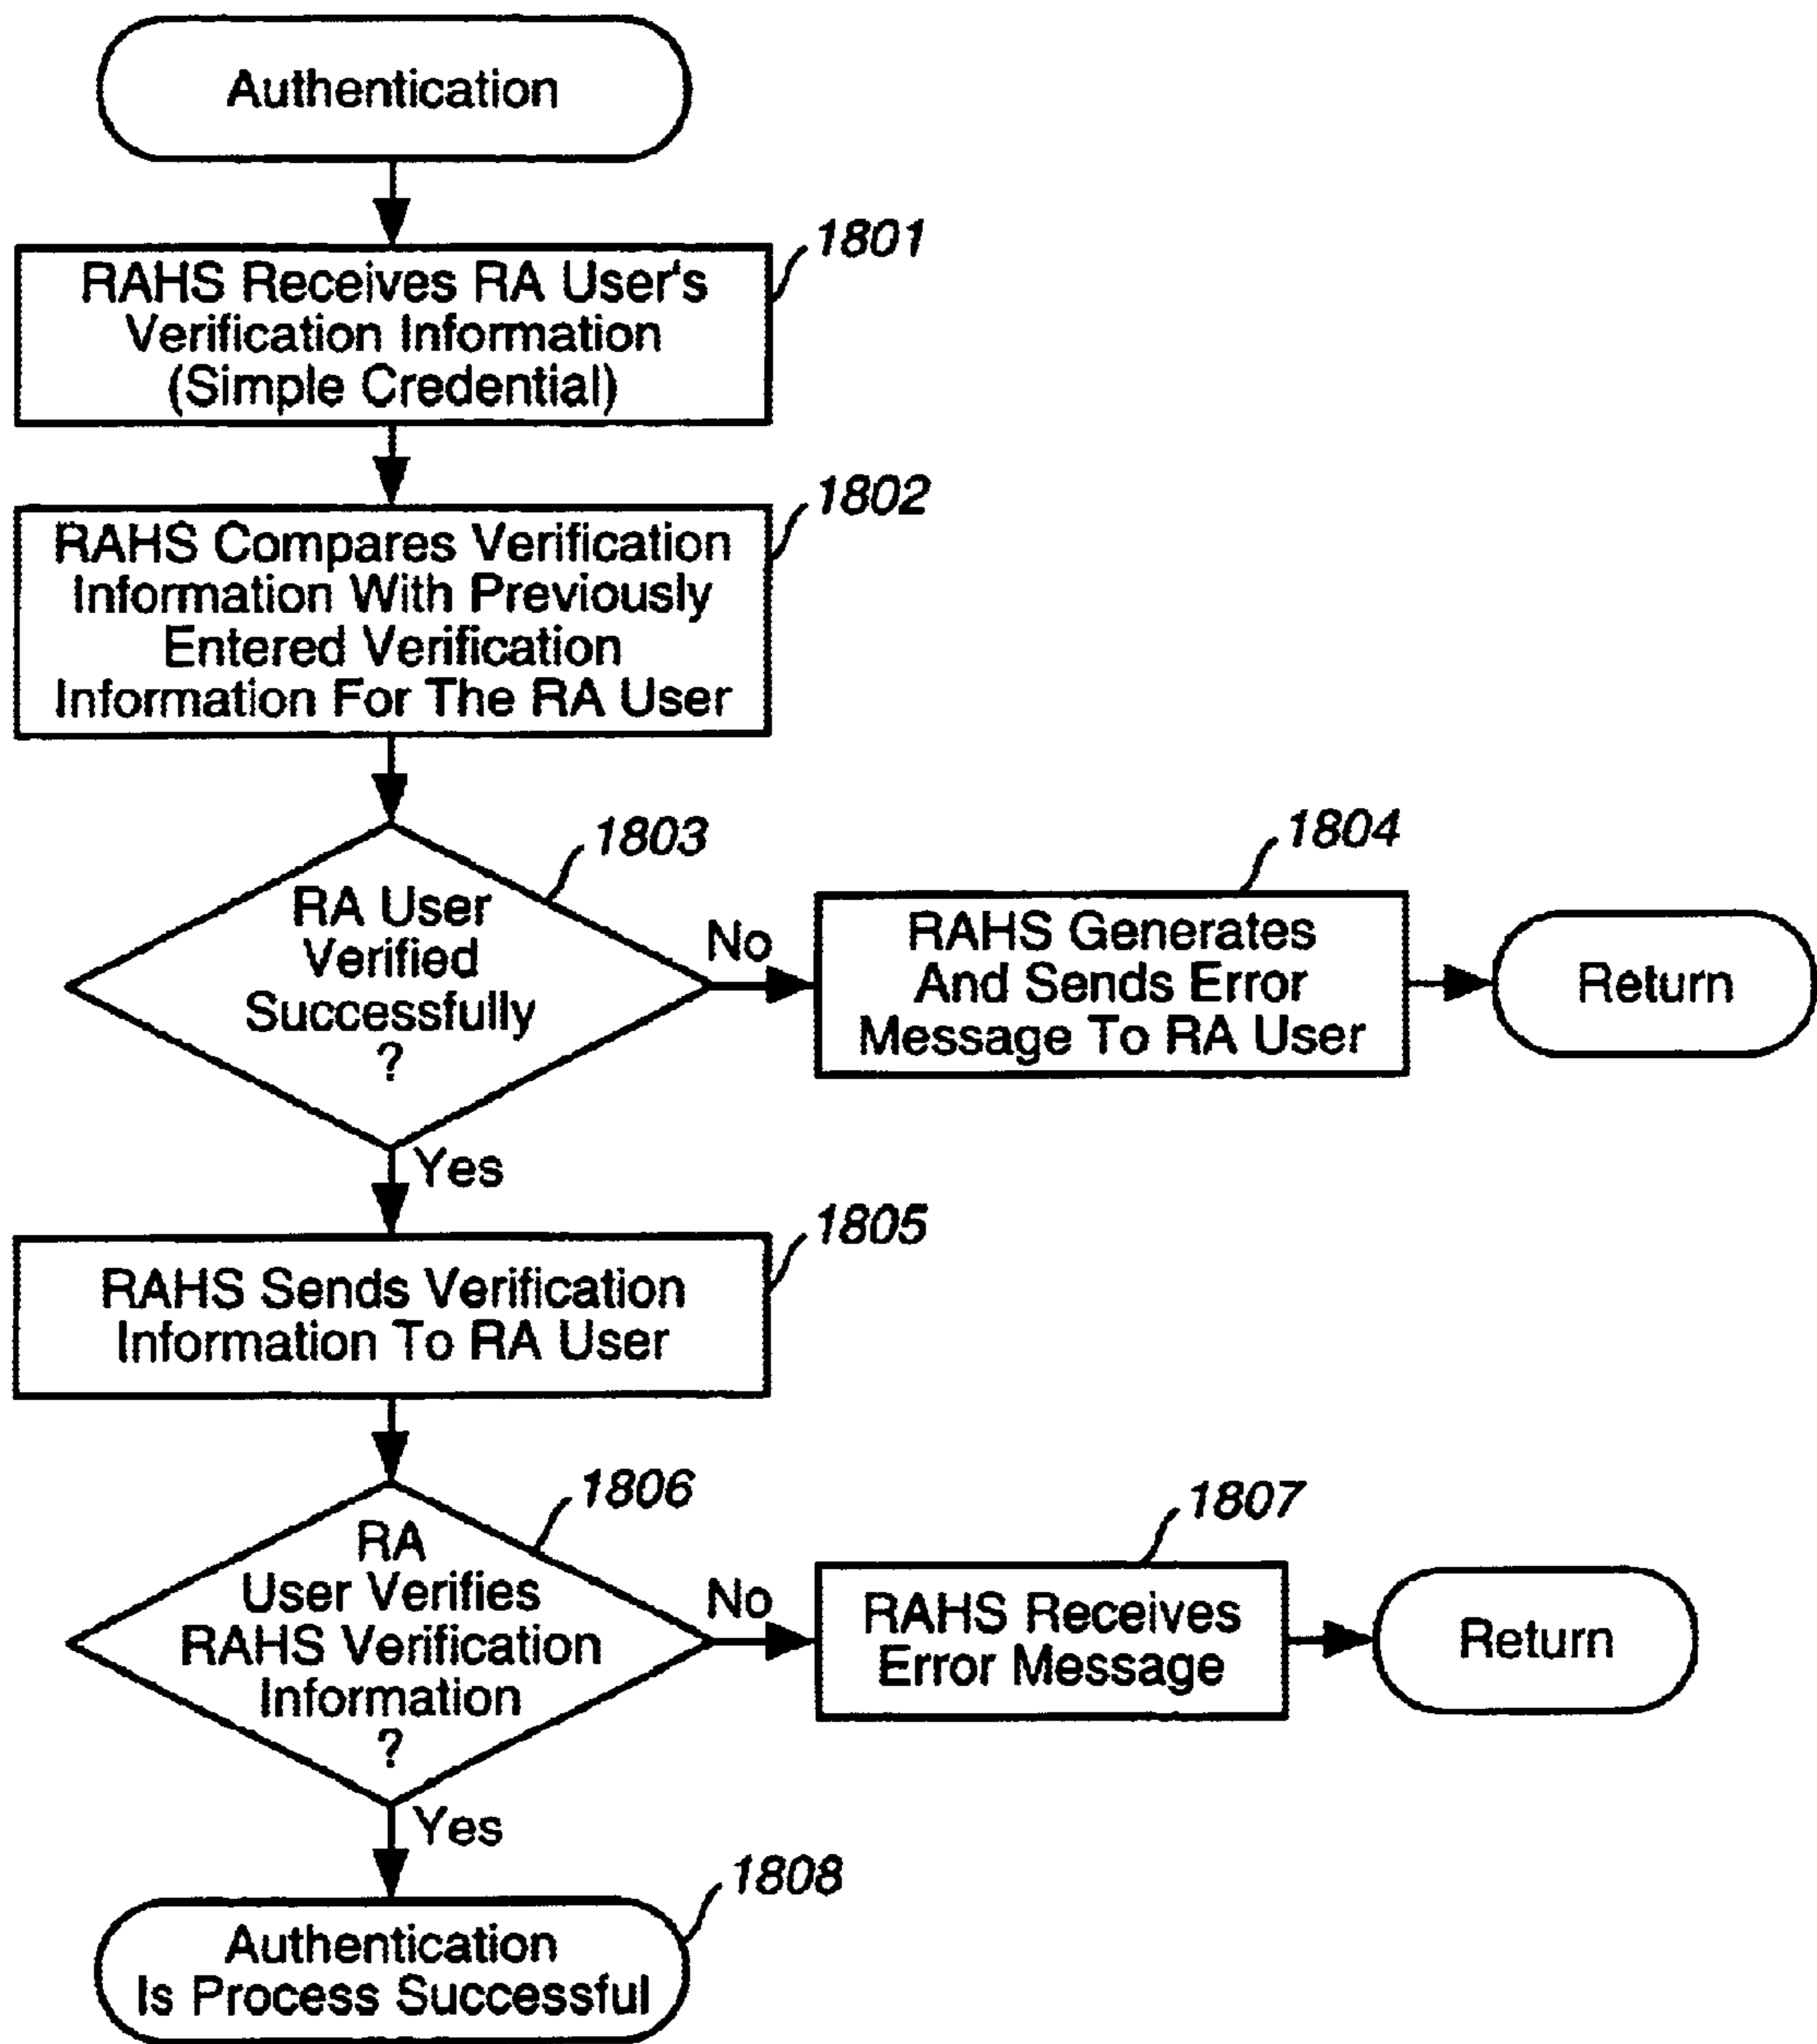 Authentication
1801
RAHS Receives RA User's
Verification Information
(Simple Credential)
1802
RAHS Compares Verification
Information With Previously
Entered Verification
Information For The RA User
1803
RA User
Verified
Successfully
?
No
1804
RAHS Generates
And Sends Error
Message To RA User
Return
Yes
1805
RAHS Sends Verification
Information To RA User
1806
RA
User Verifies
RAHS Verification
Information
?
No
1807
RAHS Receives
Error Message
Return
Yes
1808
Authentication
Is Process Successful